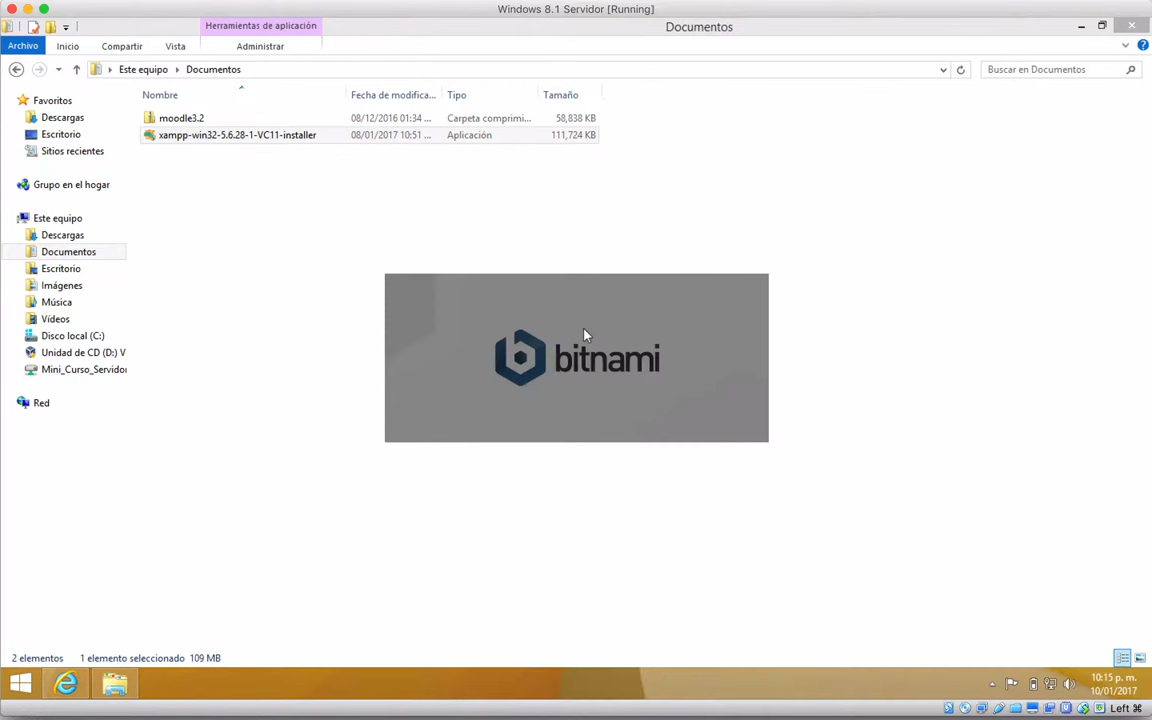 Windows 8.1 Servidor [Running]
Herramientas de aplicación
Documentos
Archivo Inicio Compartir Vista Administrar
Este equipo Documentos
Buscar en Documentos
Nombre Fecha de modifica... Tipo Tamaño
moodle3.2 08/12/2016 01:34 ... Carpeta comprimi... 58,838 KB
xampp-win32-5.6.28-1-VC11-installer 08/01/2017 10:51 ... Aplicación 111,724 KB
Favoritos
Descargas
Escritorio
Sitios recientes
Grupo en el hogar
Este equipo
Descargas
Documentos
Escritorio
Imágenes
Música
Vídeos
Disco local (C:)
Unidad de CD (D:) V
Mini_Curso_Servidor
Red
bitnami
2 elementos 1 elemento seleccionado 109 MB
10:15 p. m.
10/01/2017
Left ⌘